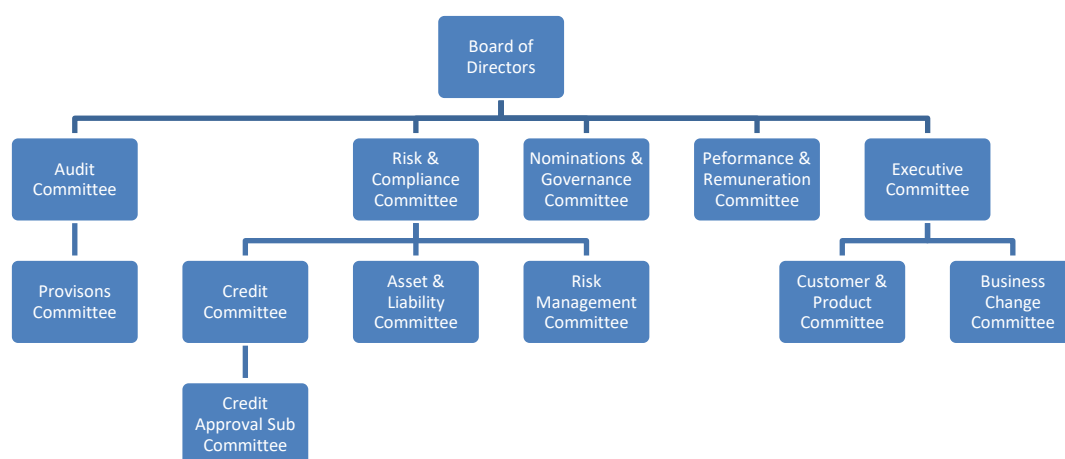 Board of
Directors
Audit
Committee
Risk &
Compliance
Committee
Nominations &
Governance
Committee
Peformance &
Remuneration
Committee
Executive
Committee
Provisons
Committee
Credit
Committee
Asset &
Liability
Committee
Risk
Management
Committee
Customer &
Product
Committee
Business
Change
Committee
Credit
Approval Sub
Committee